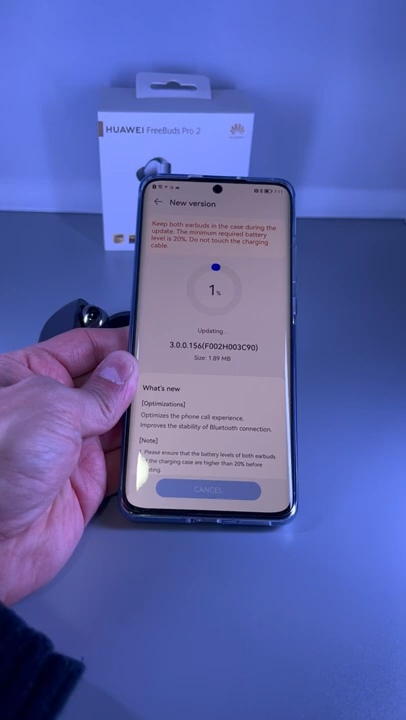 HUAWEI FreeBuds Pro 2
HUAWEI
New version
Keep both earbuds in the case during the
update. The minimum required battery
level is 20%. Do not touch the charging
cable.
1%
Updating...
3.0.0.156(F002H003C90)
Size: 1.89 MB
What's new
[Optimizations]
Optimizes the phone call experience.
Improves the stability of Bluetooth connection.
[Note]
1. Please ensure that the battery levels of both earbuds
the charging case are higher than 20% before
CANCEL